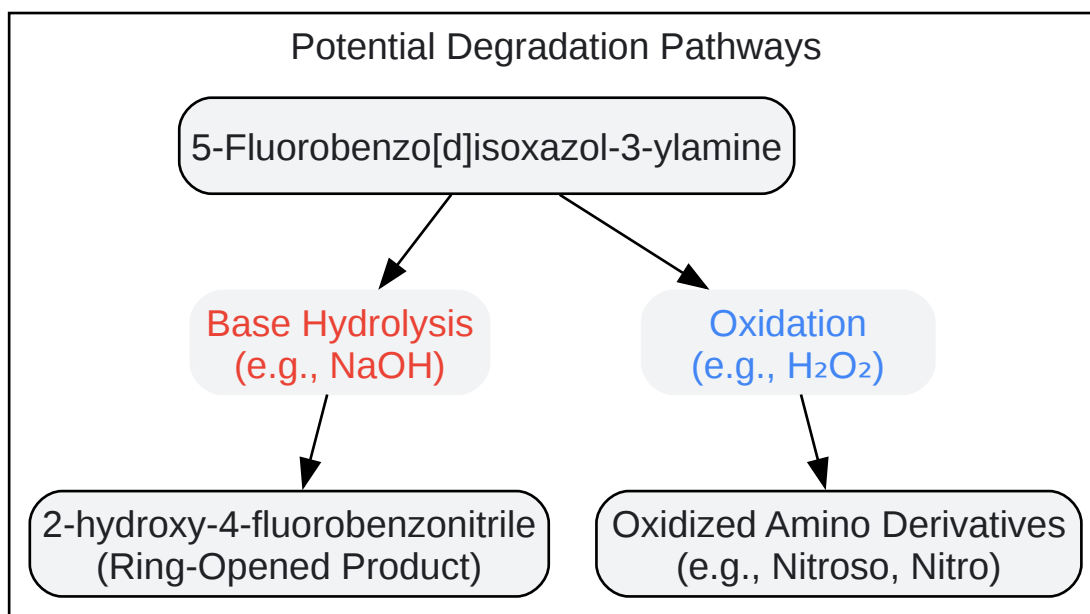 Potential Degradation Pathways
5-Fluorobenzo[d]isoxazol-3-ylamine
Base Hydrolysis
(e.g., NaOH)
Oxidation
(e.g., H₂O₂)
2-hydroxy-4-fluorobenzonitrile
(Ring-Opened Product)
Oxidized Amino Derivatives
(e.g., Nitroso, Nitro)